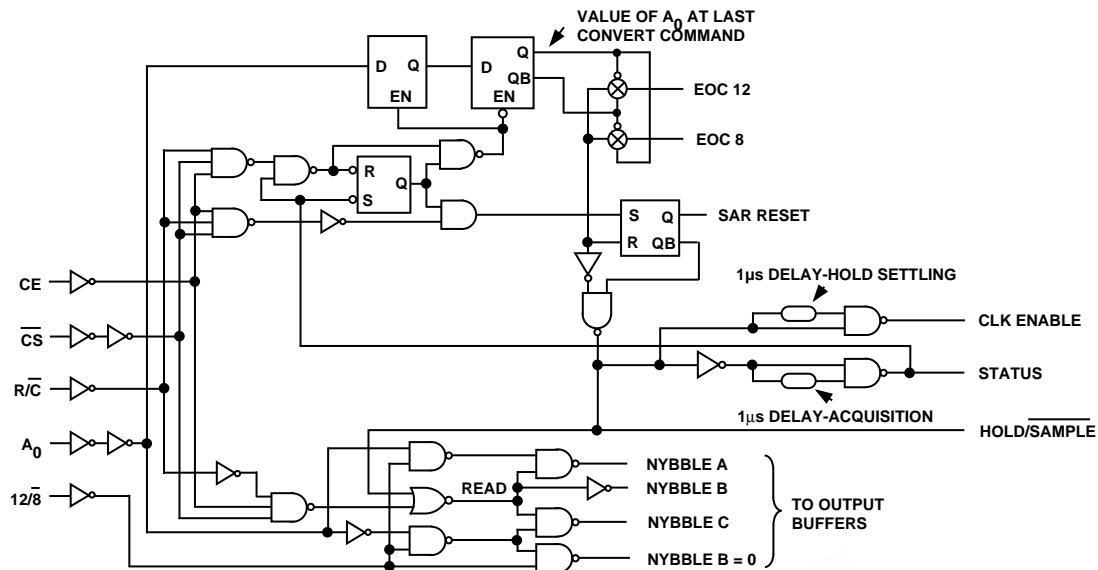 VALUE OF A0 AT LAST
CONVERT COMMAND
D Q
EN
D Q
QB
EN
EOC 12
EOC 8
R
Q
S
S Q
R QB
SAR RESET
CE
CS
R/C
A0
12/8
1µs DELAY-HOLD SETTLING
CLK ENABLE
STATUS
1µs DELAY-ACQUISITION
HOLD/SAMPLE
READ
NYBBLE A
NYBBLE B
NYBBLE C
NYBBLE B = 0
TO OUTPUT
BUFFERS